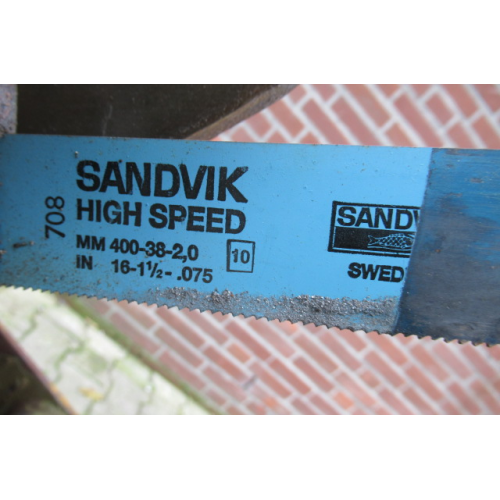 708
SANDVIK
HIGH SPEED
MM 400-38-2,0
IN 16-1½- .075
10
SANDV
SWED